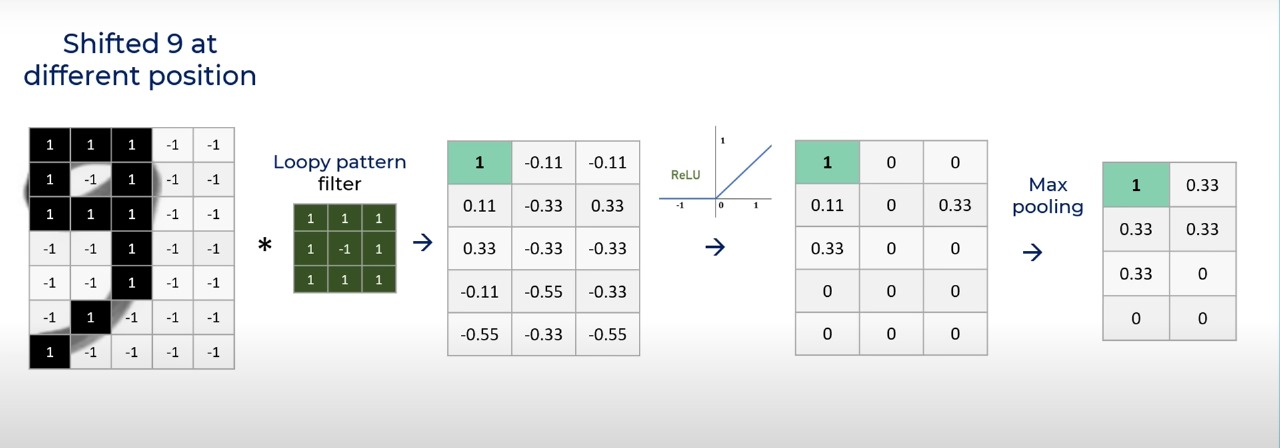 Shifted 9 at
different position
1 1 1 -1 -1
1 -1 1 -1 -1
1 1 1 -1 -1
-1 -1 1 -1 -1
-1 -1 1 -1 -1
-1 1 -1 -1 -1
1 -1 -1 -1 -1
*
Loopy pattern
filter
1 1 1
1 -1 1
1 1 1
→
1 -0.11 -0.11
0.11 -0.33 0.33
0.33 -0.33 -0.33
-0.11 -0.55 -0.33
-0.55 -0.33 -0.55
1
ReLU
-1 0 1
→
1 0 0
0.11 0 0.33
0.33 0 0
0 0 0
0 0 0
Max
pooling
→
1 0.33
0.33 0.33
0.33 0
0 0